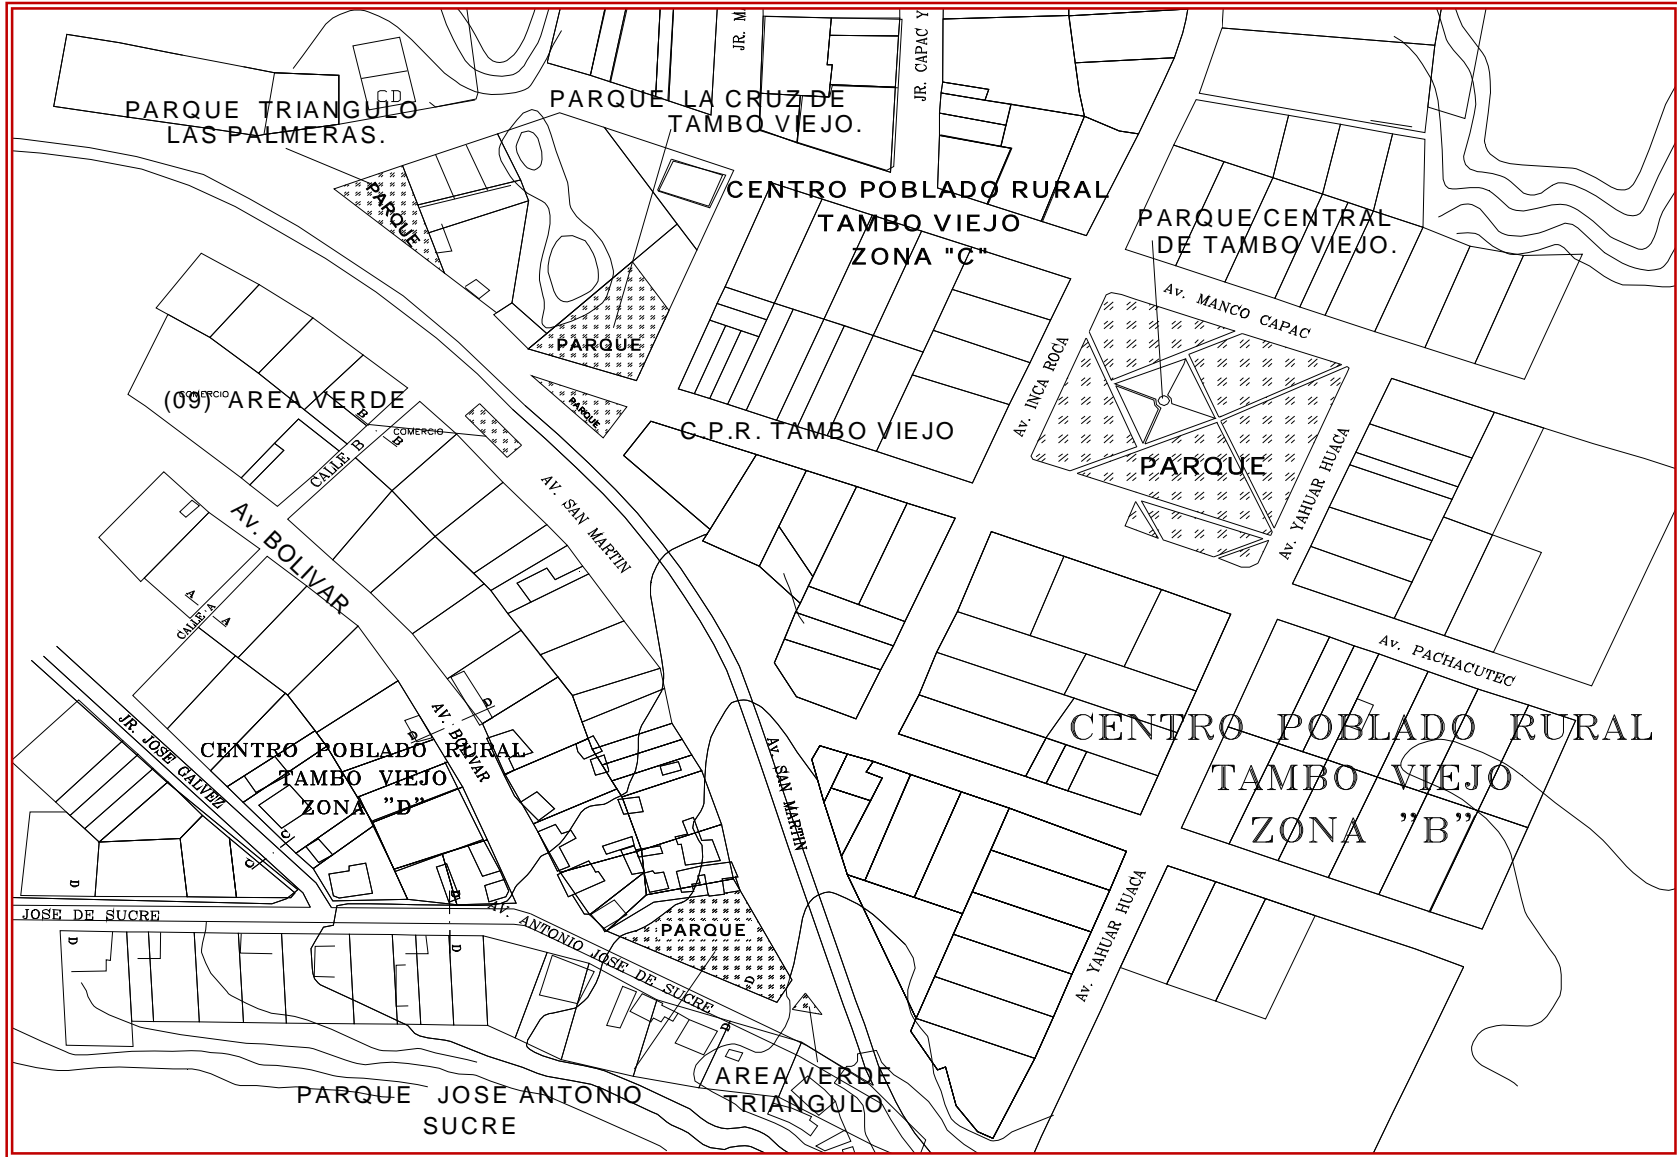 JR. M
JR. CAPAC Y
CD
PARQUE TRIANGULO
LAS PALMERAS.
PARQUE LA CRUZ DE
TAMBO VIEJO.
PARQUE
CENTRO POBLADO RURAL
TAMBO VIEJO
ZONA "C"
PARQUE CENTRAL
DE TAMBO VIEJO.
Av. MANCO CAPAC
PARQUE
Av. INCA ROCA
COMERCIO
(09) AREA VERDE
PARQUE
B
B
COMERCIO
CALLE B
C.P.R. TAMBO VIEJO
PARQUE
Av. YAHUAR HUACA
AV. SAN MARTIN
Av. BOLIVAR
A
A
CALLE A
Av. PACHACUTEC
JR. JOSE GALVEZ
AV. BOLIVAR
CENTRO POBLADO RURAL
TAMBO VIEJO
ZONA "D"
Av. SAN MARTIN
CENTRO POBLADO RURAL
TAMBO VIEJO
ZONA "B"
C
C
D
D
JOSE DE SUCRE
AV. ANTONIO JOSE DE SUCRE
PARQUE
Av. YAHUAR HUACA
D
D
D
D
AREA VERDE
TRIANGULO.
PARQUE JOSE ANTONIO
SUCRE